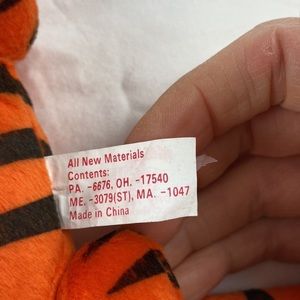 All New Materials
Contents:
PA. -6676, OH. -17540
ME. -3079(ST), MA. -1047
Made in China